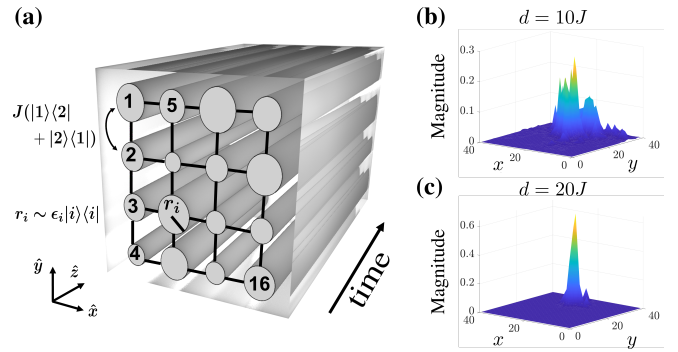 (a)
J(|1⟩⟨2|
+ |2⟩⟨1|)
1 5
2
3
r_i
r_i ∼ ϵ_i|i⟩⟨i|
4
16
ŷ
ẑ
x̂
time
(b)
d = 10J
Magnitude
0.3
0.2
0.1
0
40
20
0
x
0
20
40
y
(c)
d = 20J
Magnitude
0.6
0.4
0.2
0
40
20
0
x
0
20
40
y